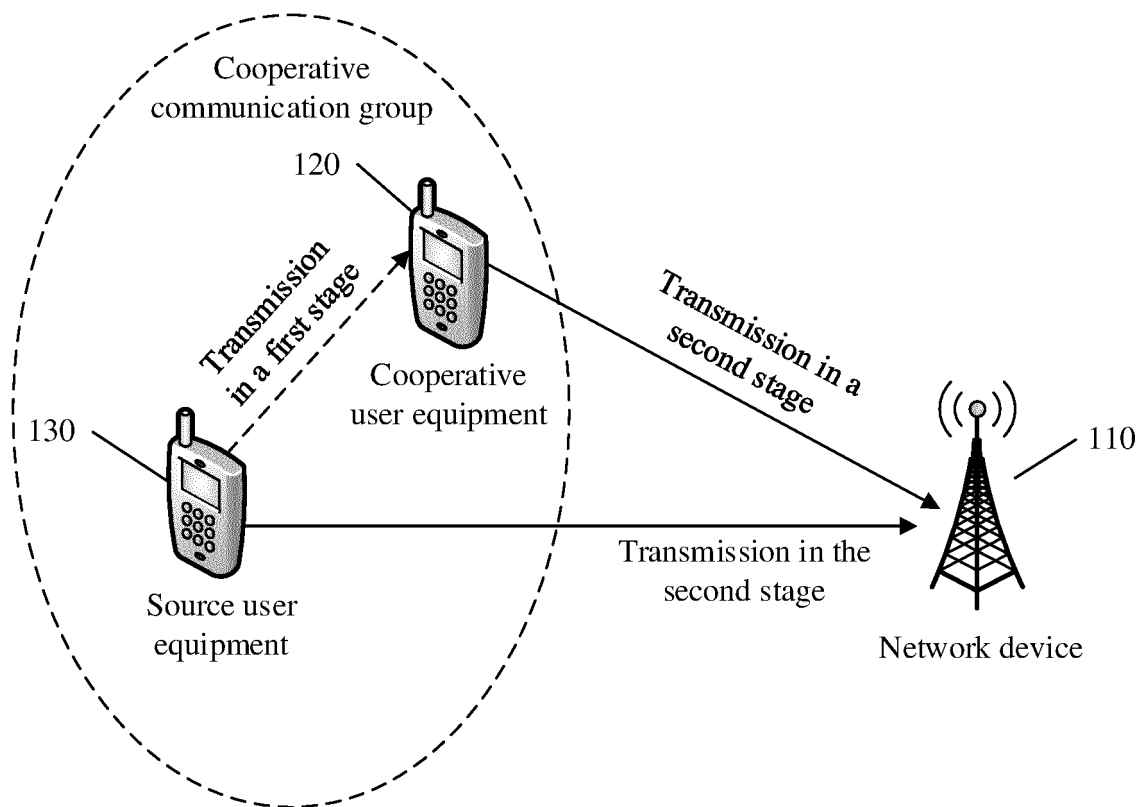 Cooperative
communication group
120
Transmission
in a first stage
Cooperative
user equipment
Transmission in a
second stage
130
110
Transmission in the
second stage
Source user
equipment
Network device